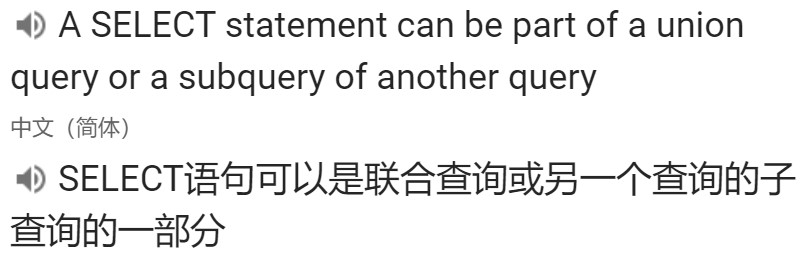 A SELECT statement can be part of a union
query or a subquery of another query
中文（简体）
SELECT语句可以是联合查询或另一个查询的子
查询的一部分